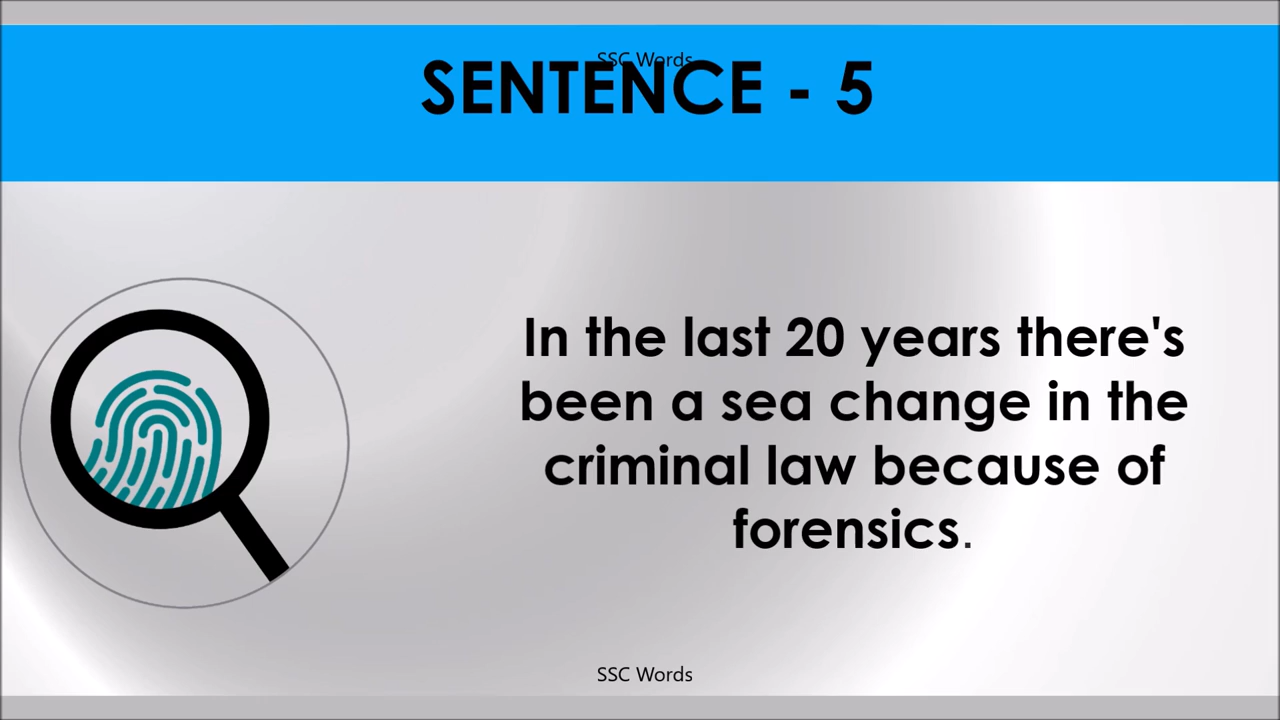 SSC Words
SENTENCE - 5
In the last 20 years there's
been a sea change in the
criminal law because of
forensics.
SSC Words